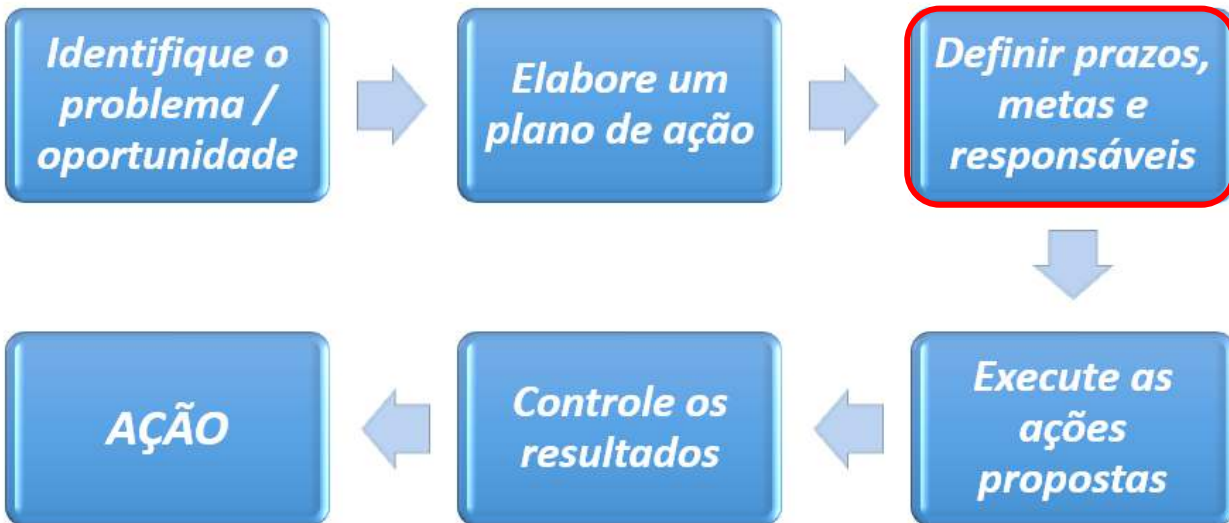 Identifique o
problema /
oportunidade
Elabore um
plano de ação
Definir prazos,
metas e
responsáveis
Execute as
ações
propostas
Controle os
resultados
AÇÃO